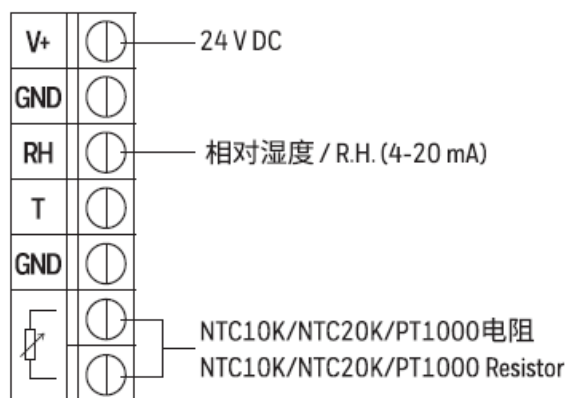 V+ 24 V DC
GND
RH 相对湿度 / R.H. (4-20 mA)
T
GND
NTC10K/NTC20K/PT1000电阻
NTC10K/NTC20K/PT1000 Resistor